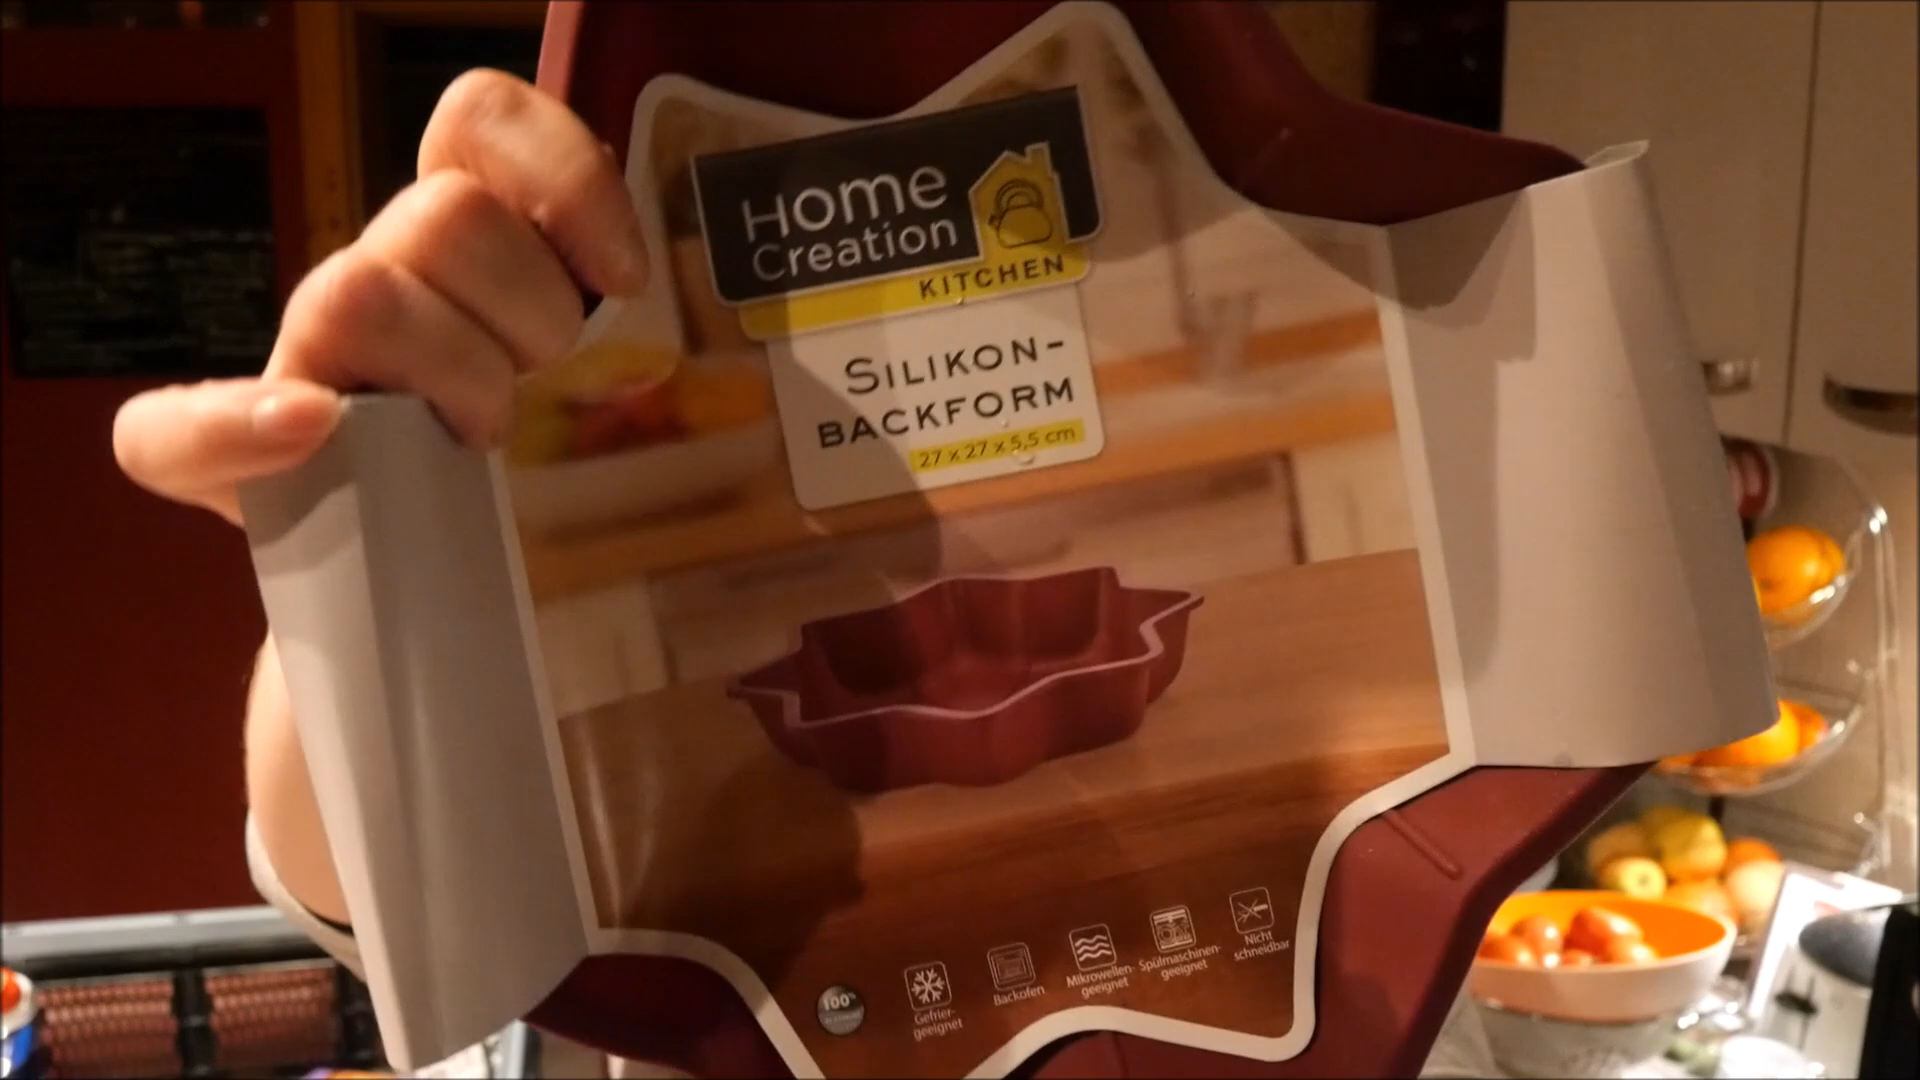 Home
Creation
KITCHEN
SILIKON-
BACKFORM
27 x 27 x 5,5 cm
100%
Gefrier-
geeignet
Backofen
Mikrowellen-
geeignet
Spülmaschinen-
geeignet
Nicht
schneidbar